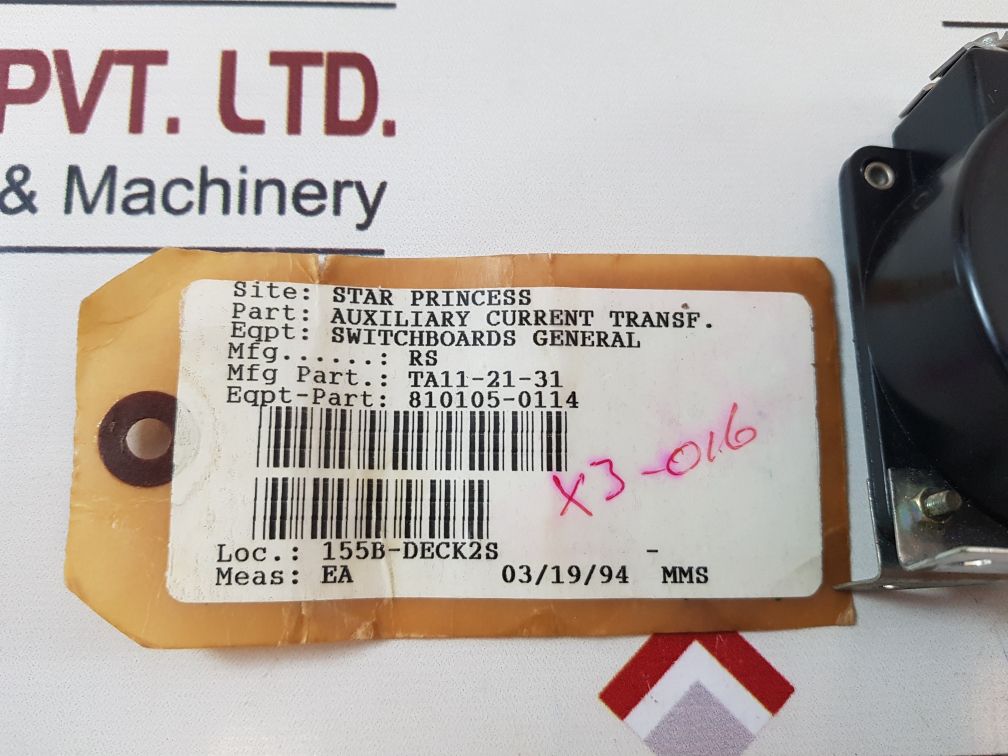 PVT. LTD.
& Machinery
Site: STAR PRINCESS
Part: AUXILIARY CURRENT TRANSF.
Eqpt: SWITCHBOARDS GENERAL
Mfg......: RS
Mfg Part.: TA11-21-31
Eqpt-Part: 810105-0114
X3-016
Loc.: 155B-DECK2S -
Meas: EA 03/19/94 MMS